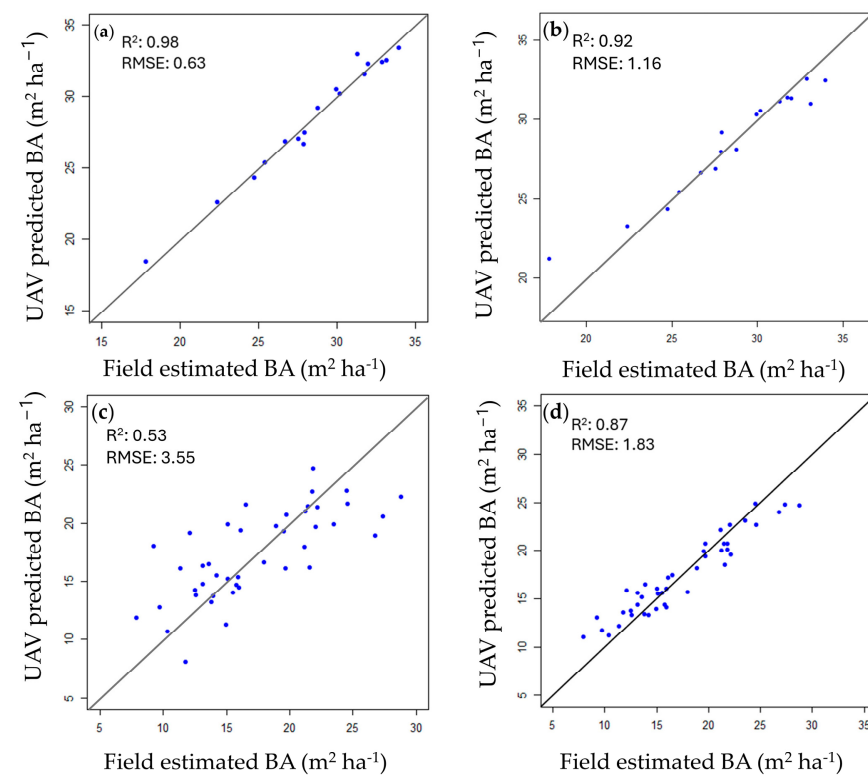 (a)
R²: 0.98
RMSE: 0.63
35
30
25
20
15
UAV predicted BA (m² ha⁻¹)
15 20 25 30 35
Field estimated BA (m² ha⁻¹)
(b)
R²: 0.92
RMSE: 1.16
35
30
25
20
UAV predicted BA (m² ha⁻¹)
20 25 30 35
Field estimated BA (m² ha⁻¹)
(c)
R²: 0.53
RMSE: 3.55
30
25
20
15
10
5
UAV predicted BA (m² ha⁻¹)
5 10 15 20 25 30
Field estimated BA (m² ha⁻¹)
(d)
R²: 0.87
RMSE: 1.83
35
30
25
20
15
10
5
UAV predicted BA (m² ha⁻¹)
5 10 15 20 25 30 35
Field estimated BA (m² ha⁻¹)